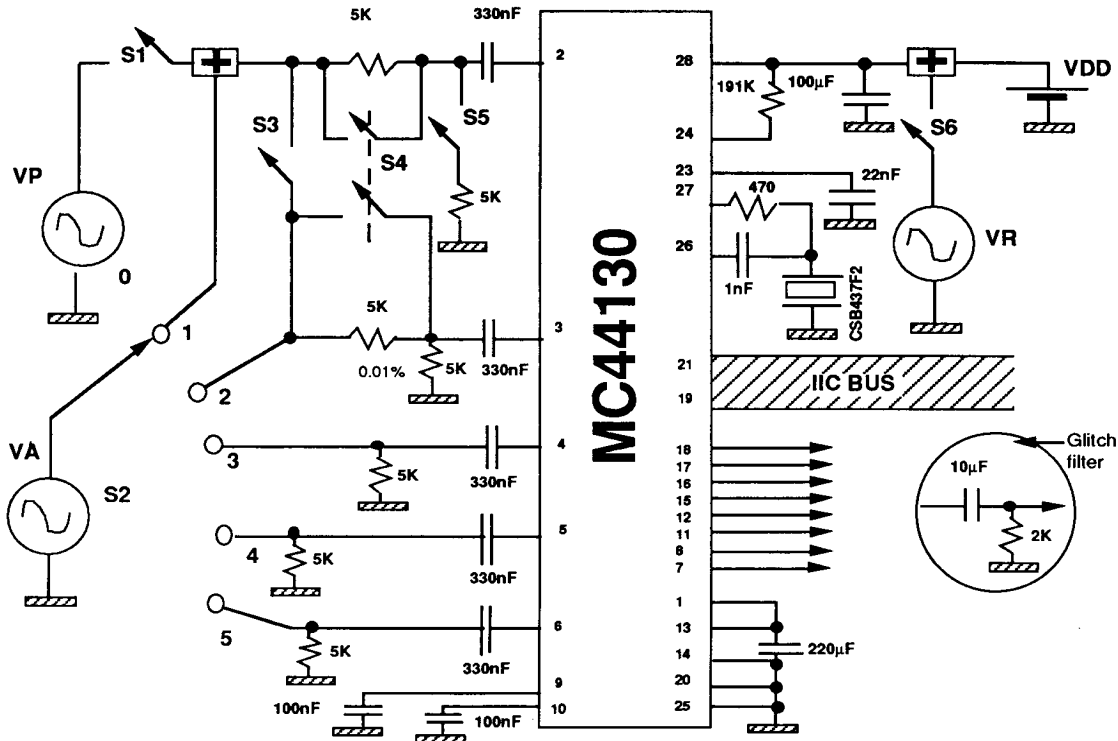 5K
330nF
S1
2
28
VDD
191K
100µF
S5
S3
S6
24
S4
VP
23
22nF
5K
27
470
VR
26
0
1nF
CSB437F2
5K
1
3
MC44130
0.01%
5K
330nF
21
IIC BUS
2
19
VA
3
4
18
Glitch
filter
5K
330nF
17
10µF
S2
16
15
5
12
2K
4
5K
11
8
330nF
7
1
5
6
13
5K
220µF
330nF
14
9
20
100nF
10
100nF
25